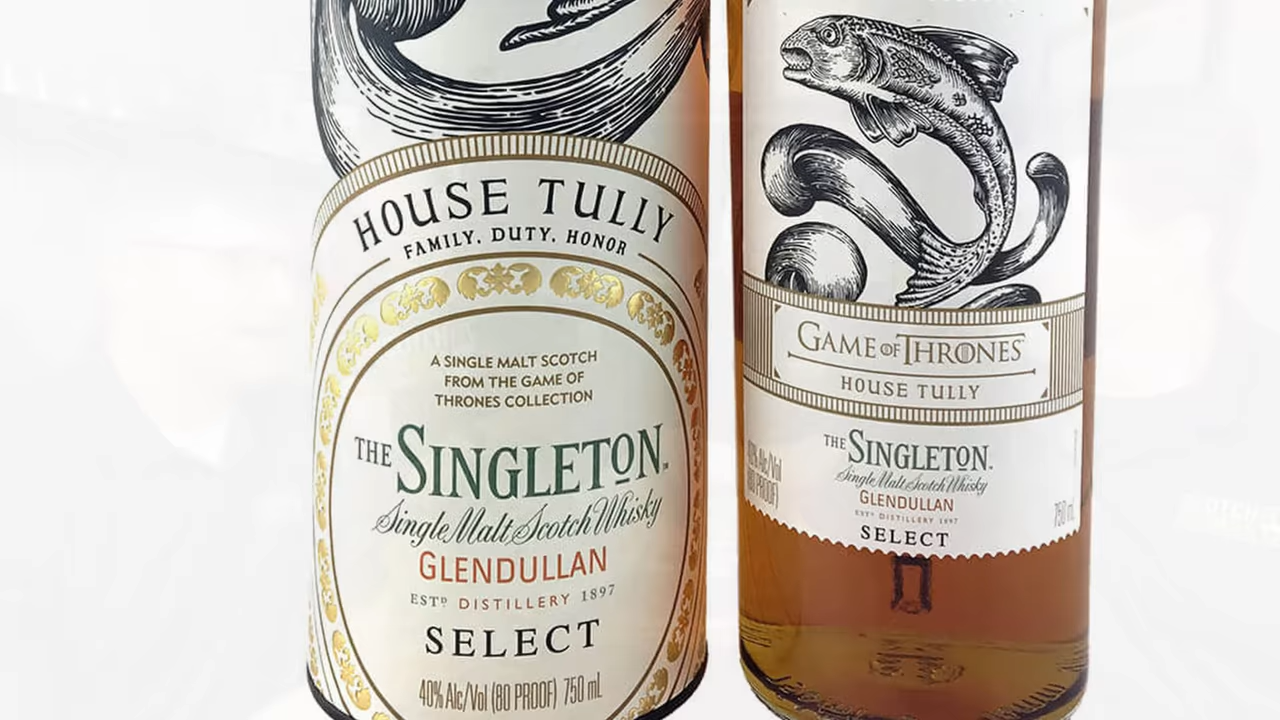 HOUSE TULLY
FAMILY. DUTY. HONOR
A SINGLE MALT SCOTCH
FROM THE GAME OF
THRONES COLLECTION
THE SINGLETON
Single Malt Scotch Whisky
GLENDULLAN
ESTD DISTILLERY 1897
SELECT
40% Alc/Vol (80 PROOF) 750 mL
GAME OF THRONES
HOUSE TULLY
THE SINGLETON
Single Malt Scotch Whisky
GLENDULLAN
ESTD DISTILLERY 1897
SELECT
40% Alc/Vol
(80 PROOF)
750 mL